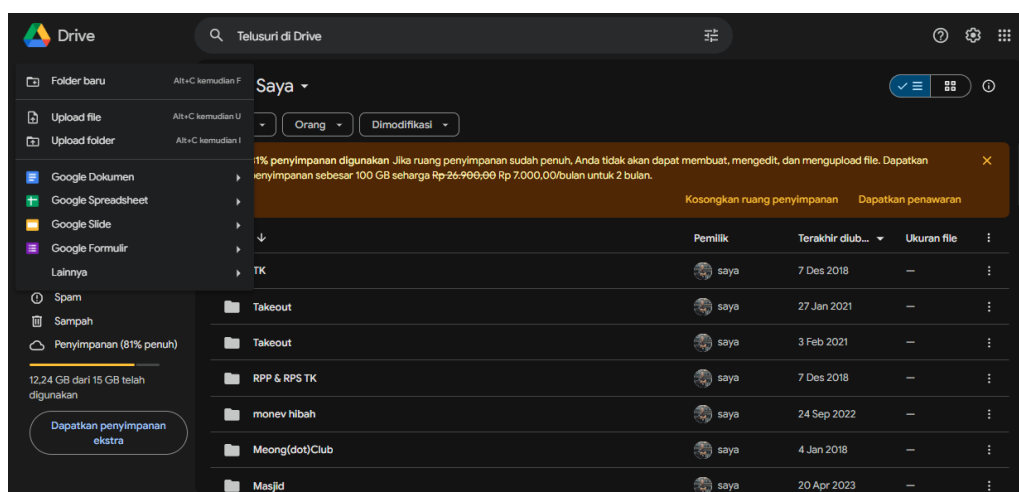 Drive
Telusuri di Drive
Folder baru Alt+C kemudian F
Upload file Alt+C kemudian U
Upload folder Alt+C kemudian I
Google Dokumen
Google Spreadsheet
Google Slide
Google Formulir
Lainnya
Spam
Sampah
Penyimpanan (81% penuh)
12,24 GB dari 15 GB telah
digunakan
Dapatkan penyimpanan
ekstra
Saya
Orang
Dimodifikasi
1% penyimpanan digunakan Jika ruang penyimpanan sudah penuh, Anda tidak akan dapat membuat, mengedit, dan mengupload file. Dapatkan
penyimpanan sebesar 100 GB seharga Rp 26.900,00 Rp 7.000,00/bulan untuk 2 bulan.
Kosongkan ruang penyimpanan Dapatkan penawaran
Pemilik Terakhir diub... Ukuran file
TK saya 7 Des 2018 —
Takeout saya 27 Jan 2021 —
Takeout saya 3 Feb 2021 —
RPP & RPS TK saya 7 Des 2018 —
monev hibah saya 24 Sep 2022 —
Meong(dot)Club saya 4 Jan 2018 —
Masjid saya 20 Apr 2023 —